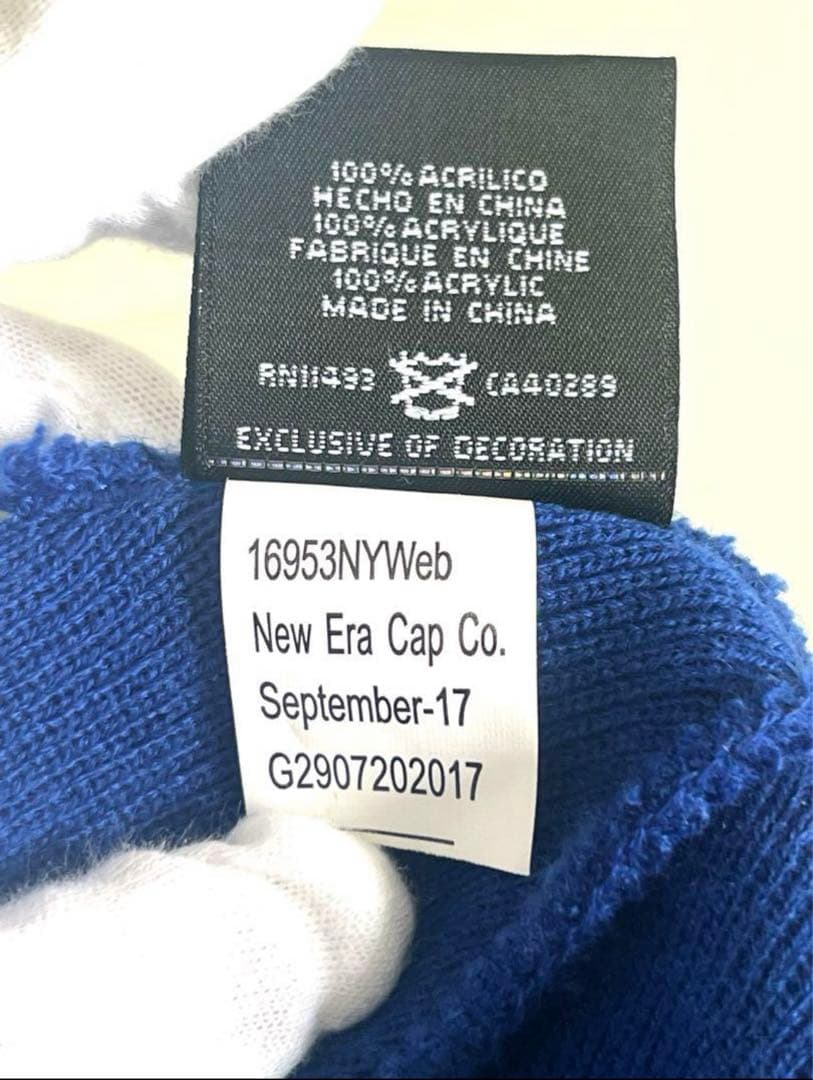 100% ACRILICO
HECHO EN CHINA
100% ACRYLIQUE
FABRIQUE EN CHINE
100% ACRYLIC
MADE IN CHINA
RN11493 CA40289
EXCLUSIVE OF DECORATION
16953NYWeb
New Era Cap Co.
September-17
G2907202017